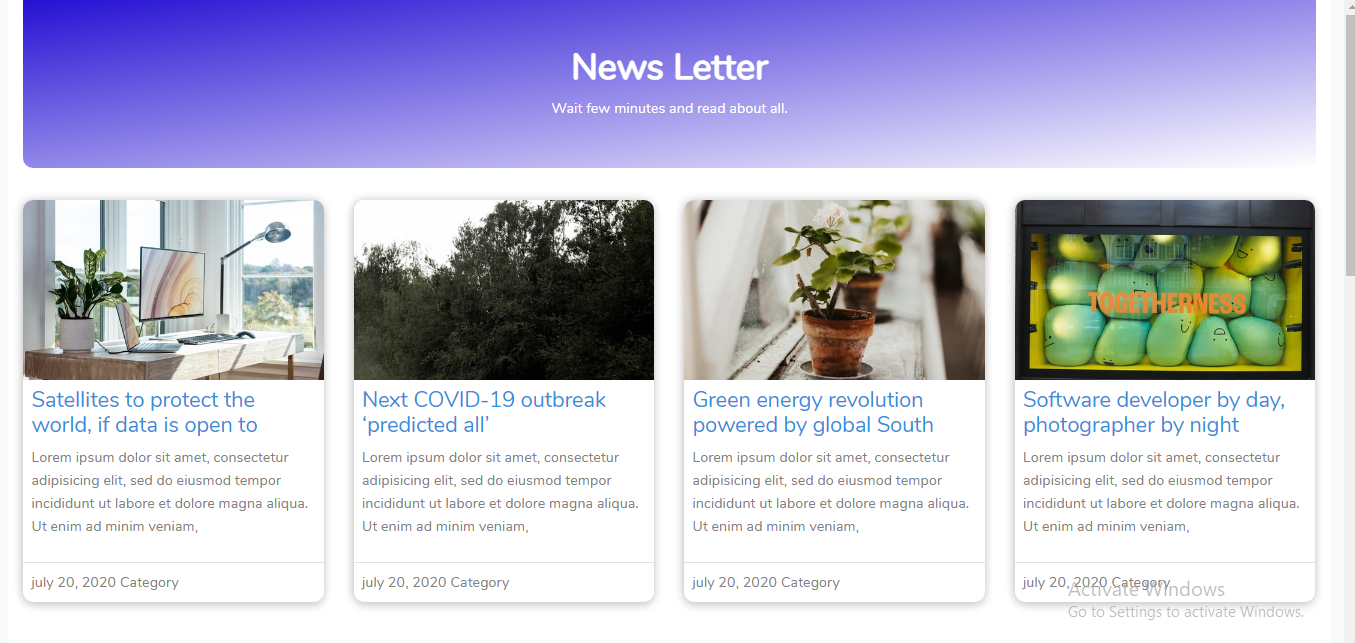 News Letter
Wait few minutes and read about all.
TOGETHERNESS
Satellites to protect the
world, if data is open to
Lorem ipsum dolor sit amet, consectetur
adipisicing elit, sed do eiusmod tempor
incididunt ut labore et dolore magna aliqua.
Ut enim ad minim veniam,
july 20, 2020 Category
Next COVID-19 outbreak
‘predicted all’
Lorem ipsum dolor sit amet, consectetur
adipisicing elit, sed do eiusmod tempor
incididunt ut labore et dolore magna aliqua.
Ut enim ad minim veniam,
july 20, 2020 Category
Green energy revolution
powered by global South
Lorem ipsum dolor sit amet, consectetur
adipisicing elit, sed do eiusmod tempor
incididunt ut labore et dolore magna aliqua.
Ut enim ad minim veniam,
july 20, 2020 Category
Software developer by day,
photographer by night
Lorem ipsum dolor sit amet, consectetur
adipisicing elit, sed do eiusmod tempor
incididunt ut labore et dolore magna aliqua.
Ut enim ad minim veniam,
july 20, 2020 Category
Activate Windows
Go to Settings to activate Windows.